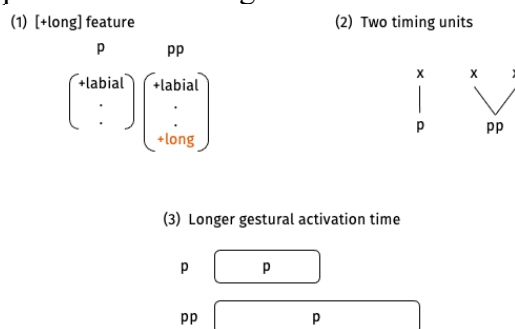 (1) [+long] feature
p pp
+labial +labial
. .
. .
+long
(2) Two timing units
x x
p pp
(3) Longer gestural activation time
p p
pp p